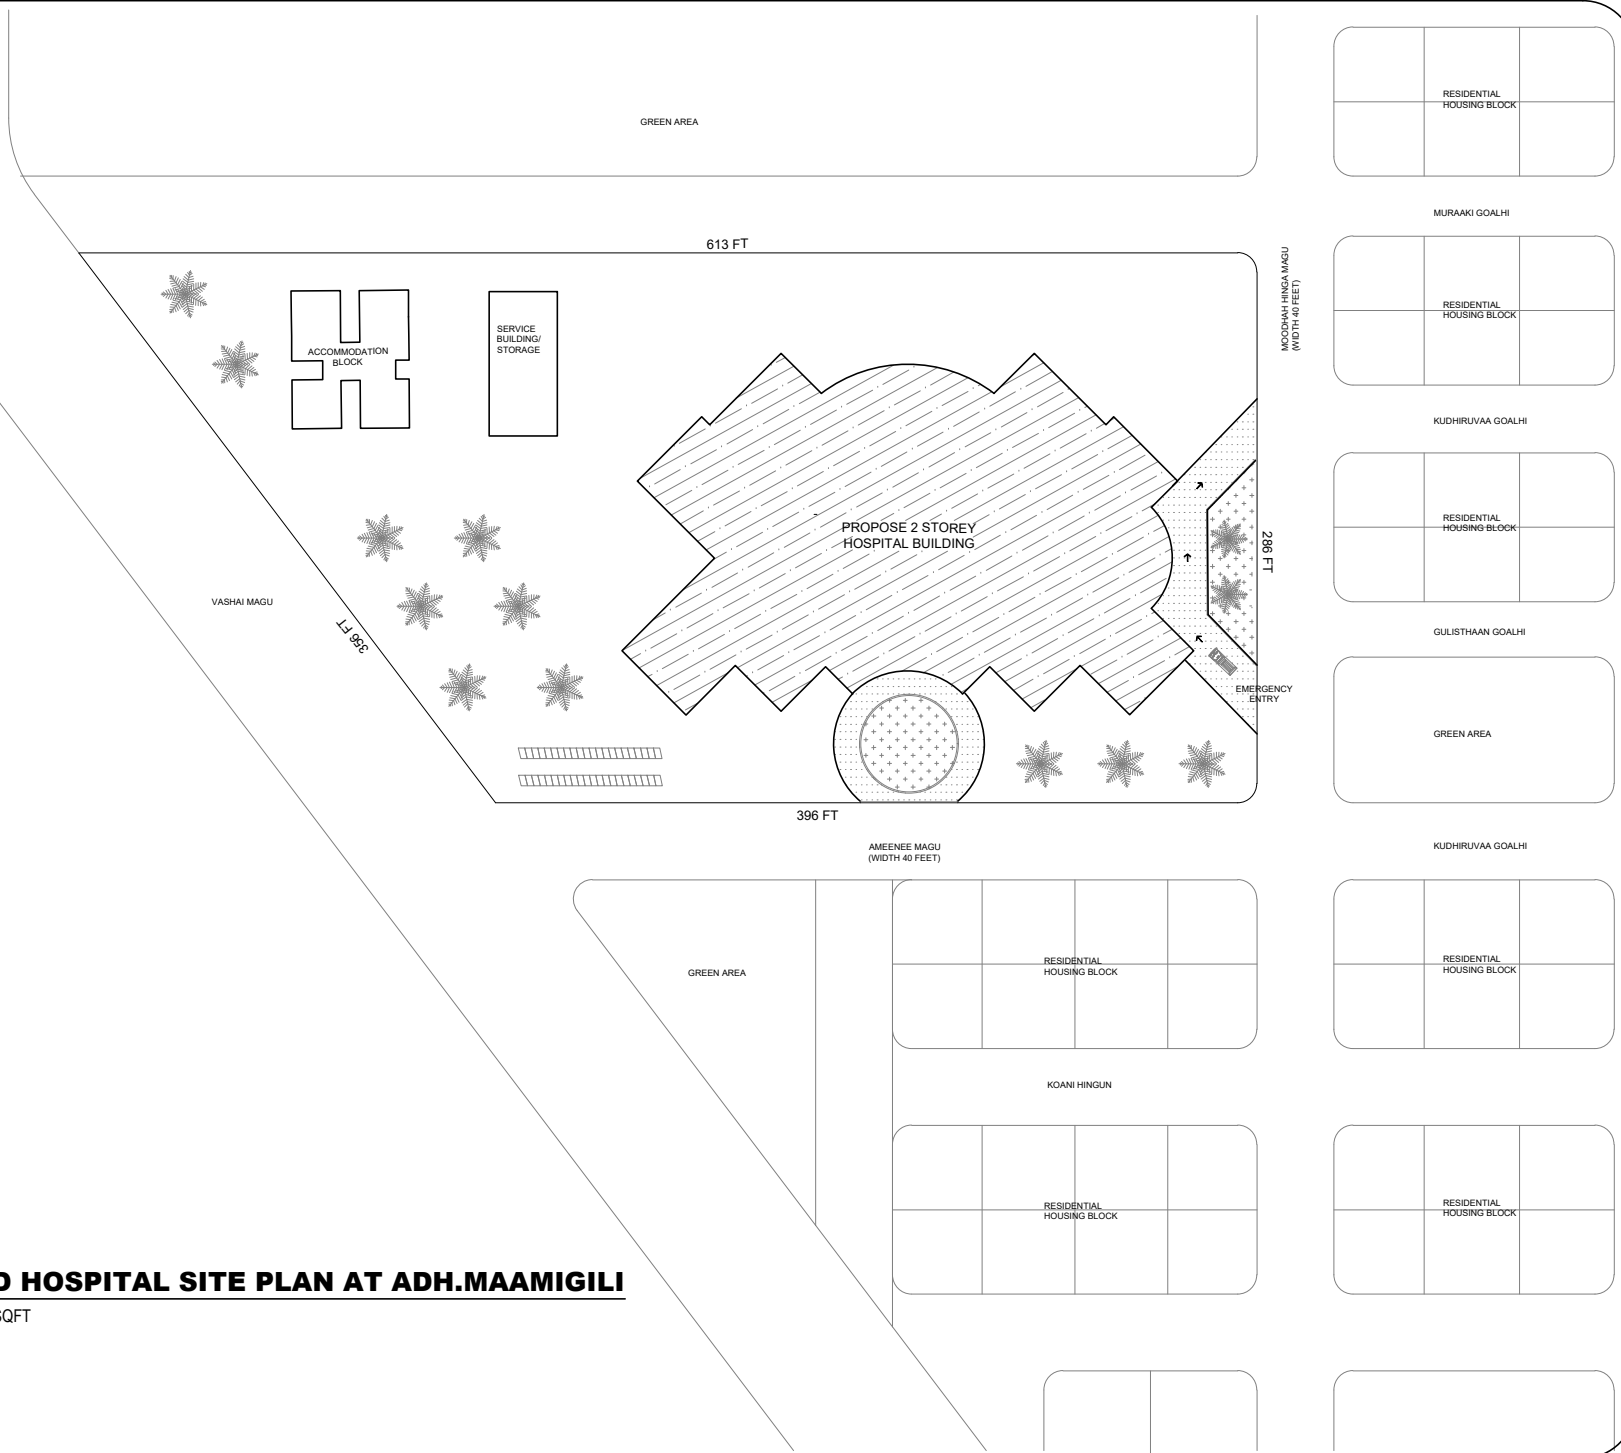 GREEN AREA
RESIDENTIAL
HOUSING BLOCK
MURAAKI GOALHI
613 FT
MOODHAH HINGA MAGU
(WIDTH 40 FEET)
RESIDENTIAL
HOUSING BLOCK
SERVICE
BUILDING/
STORAGE
ACCOMMODATION
BLOCK
KUDHIRUVAA GOALHI
PROPOSE 2 STOREY
HOSPITAL BUILDING
286 FT
RESIDENTIAL
HOUSING BLOCK
VASHAI MAGU
356 FT
GULISTHAAN GOALHI
EMERGENCY
ENTRY
GREEN AREA
396 FT
AMEENEE MAGU
(WIDTH 40 FEET)
KUDHIRUVAA GOALHI
GREEN AREA
RESIDENTIAL
HOUSING BLOCK
RESIDENTIAL
HOUSING BLOCK
KOANI HINGUN
RESIDENTIAL
HOUSING BLOCK
RESIDENTIAL
HOUSING BLOCK
D HOSPITAL SITE PLAN AT ADH.MAAMIGILI
SQFT